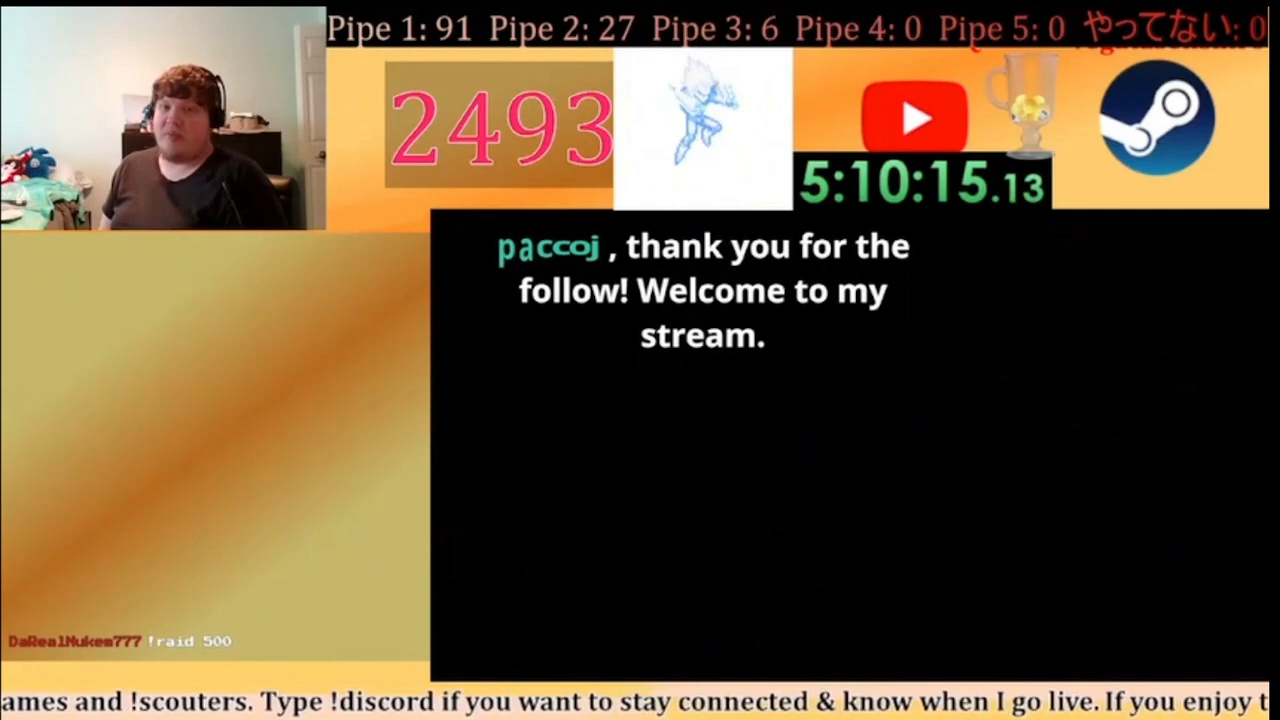 Pipe 1: 91 Pipe 2: 27 Pipe 3: 6 Pipe 4: 0 Pipe 5: 0 やってない: 0
2493
5:10:15.13
paccoj , thank you for the
follow! Welcome to my
stream.
DaRealNukem777 !raid 500
ames and !scouters. Type !discord if you want to stay connected & know when I go live. If you enjoy t